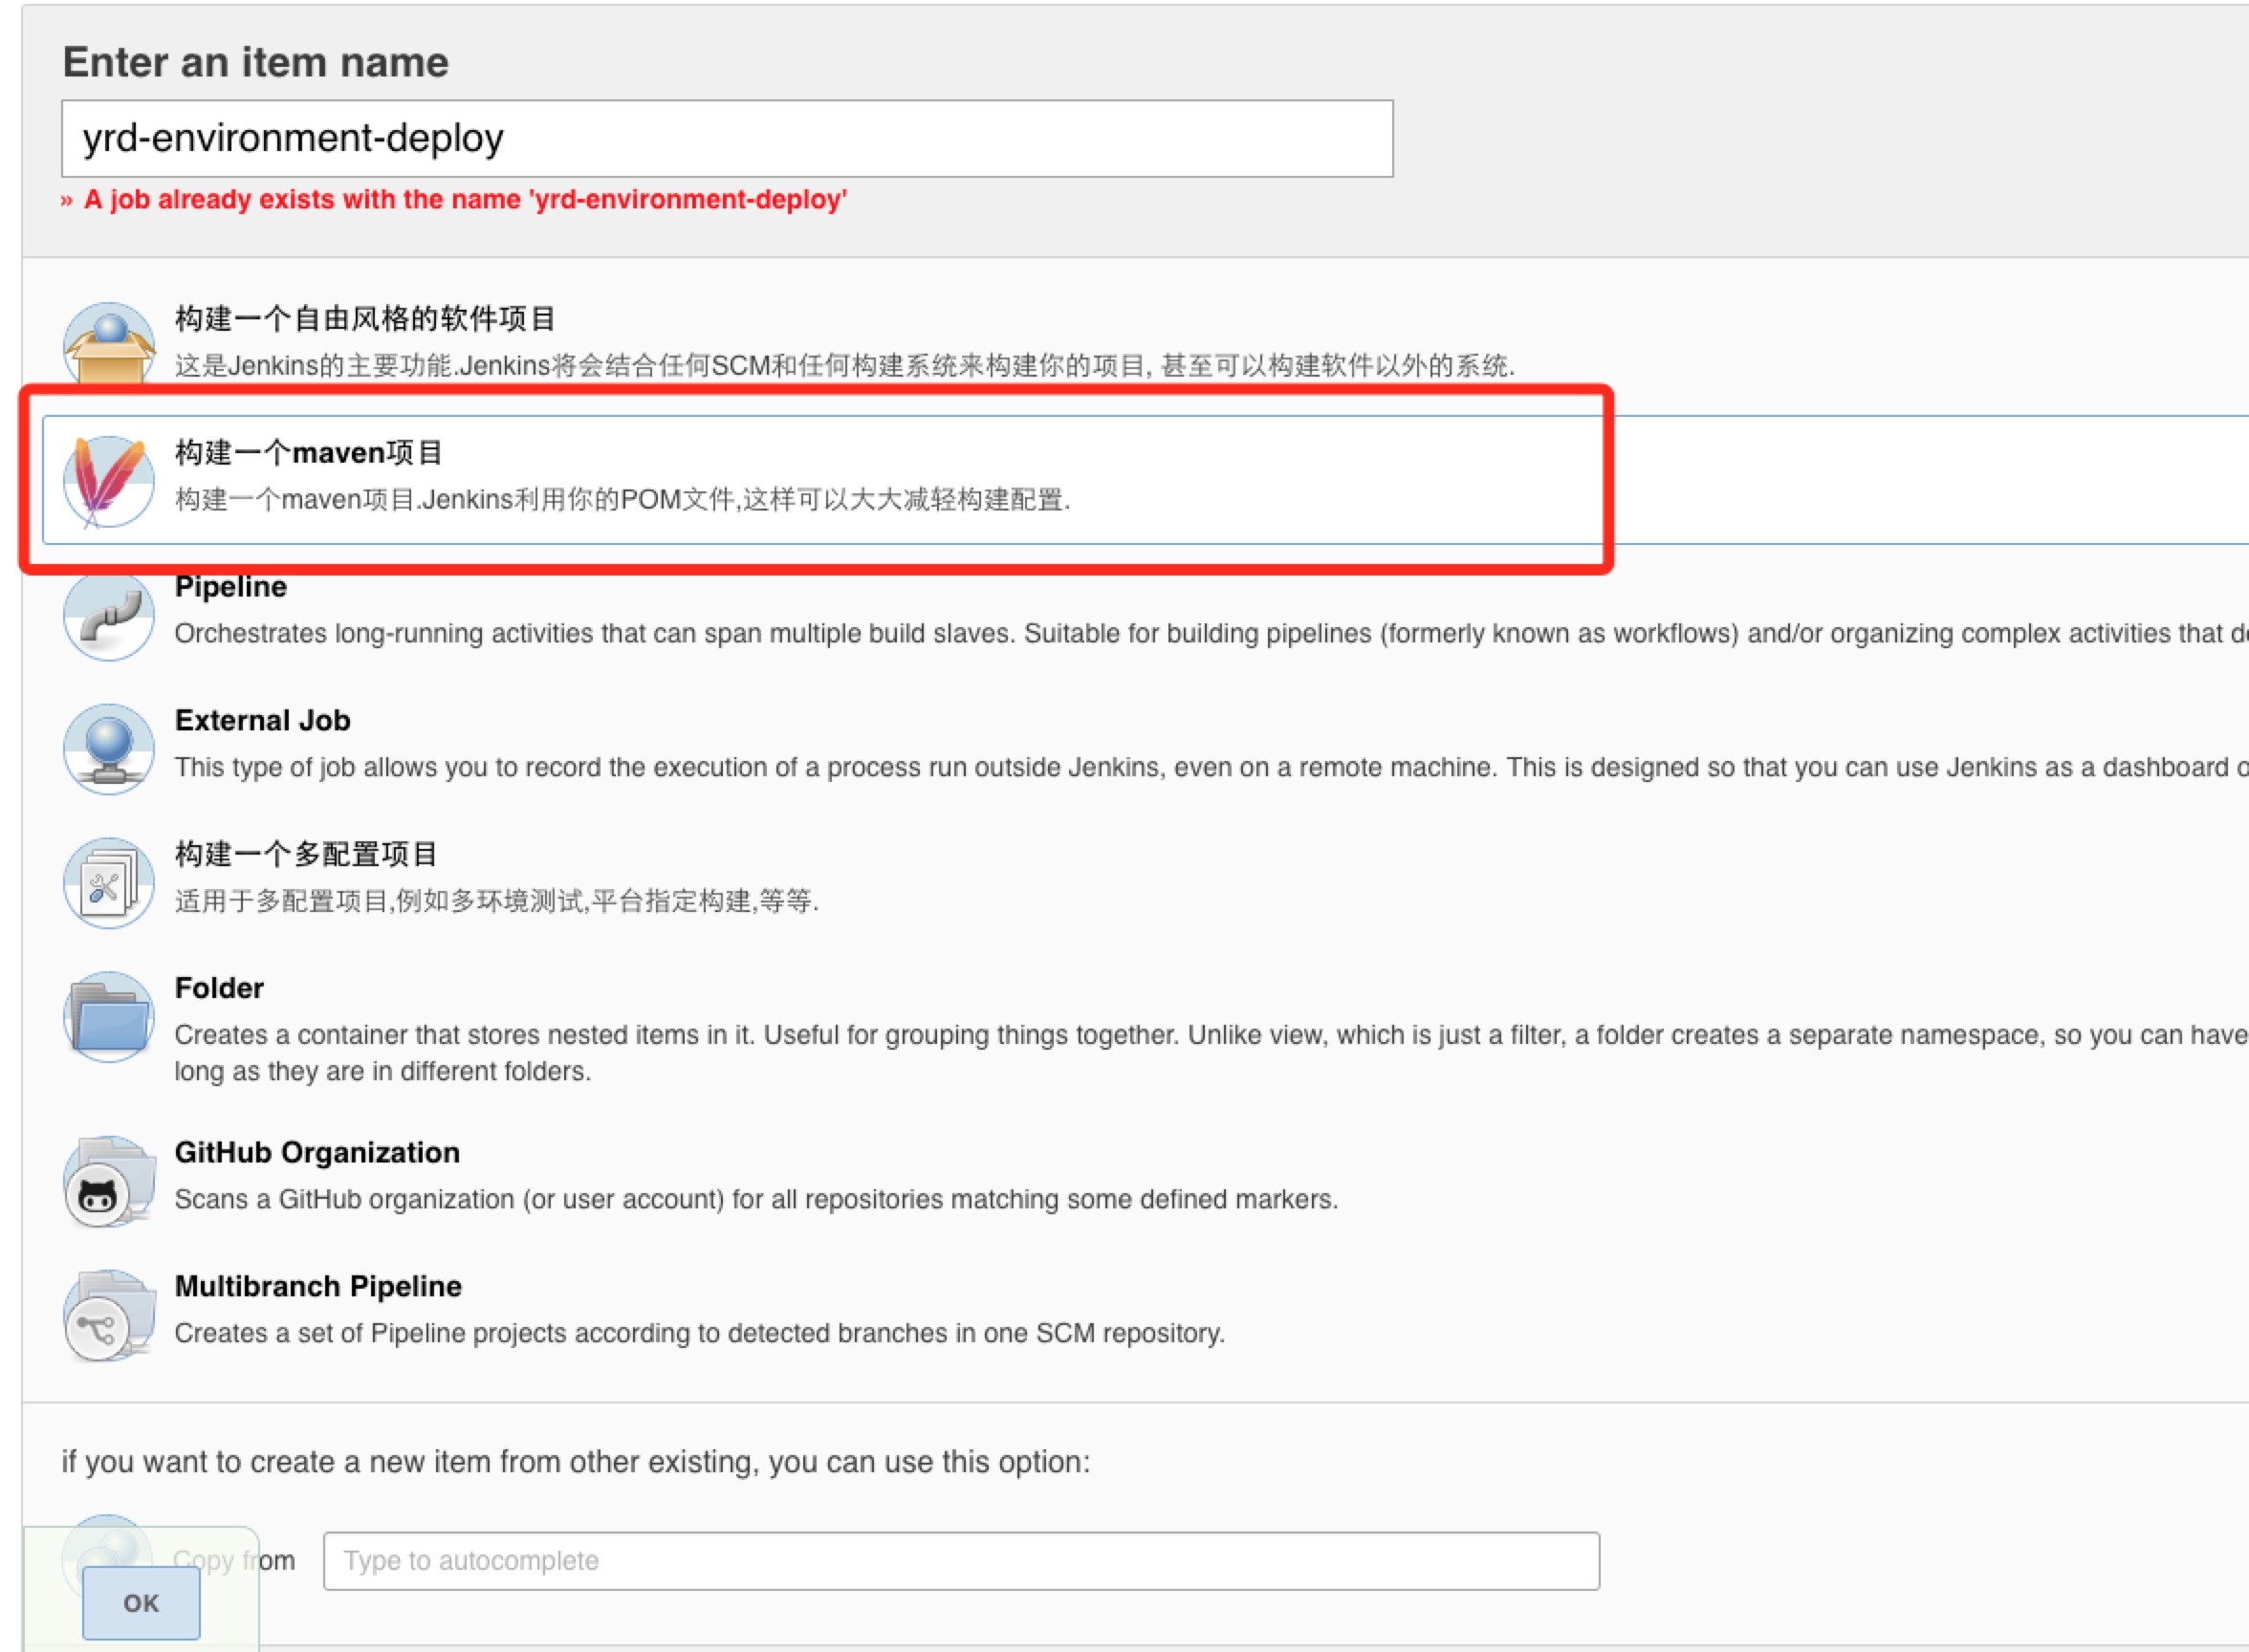 Enter an item name
yrd-environment-deploy
» A job already exists with the name 'yrd-environment-deploy'
构建一个自由风格的软件项目
这是Jenkins的主要功能.Jenkins将会结合任何SCM和任何构建系统来构建你的项目, 甚至可以构建软件以外的系统.
构建一个maven项目
构建一个maven项目.Jenkins利用你的POM文件,这样可以大大减轻构建配置.
Pipeline
Orchestrates long-running activities that can span multiple build slaves. Suitable for building pipelines (formerly known as workflows) and/or organizing complex activities that
External Job
This type of job allows you to record the execution of a process run outside Jenkins, even on a remote machine. This is designed so that you can use Jenkins as a dashboard
构建一个多配置项目
适用于多配置项目,例如多环境测试,平台指定构建,等等.
Folder
Creates a container that stores nested items in it. Useful for grouping things together. Unlike view, which is just a filter, a folder creates a separate namespace, so you can have
long as they are in different folders.
GitHub Organization
Scans a GitHub organization (or user account) for all repositories matching some defined markers.
Multibranch Pipeline
Creates a set of Pipeline projects according to detected branches in one SCM repository.
if you want to create a new item from other existing, you can use this option:
Copy from
Type to autocomplete
OK